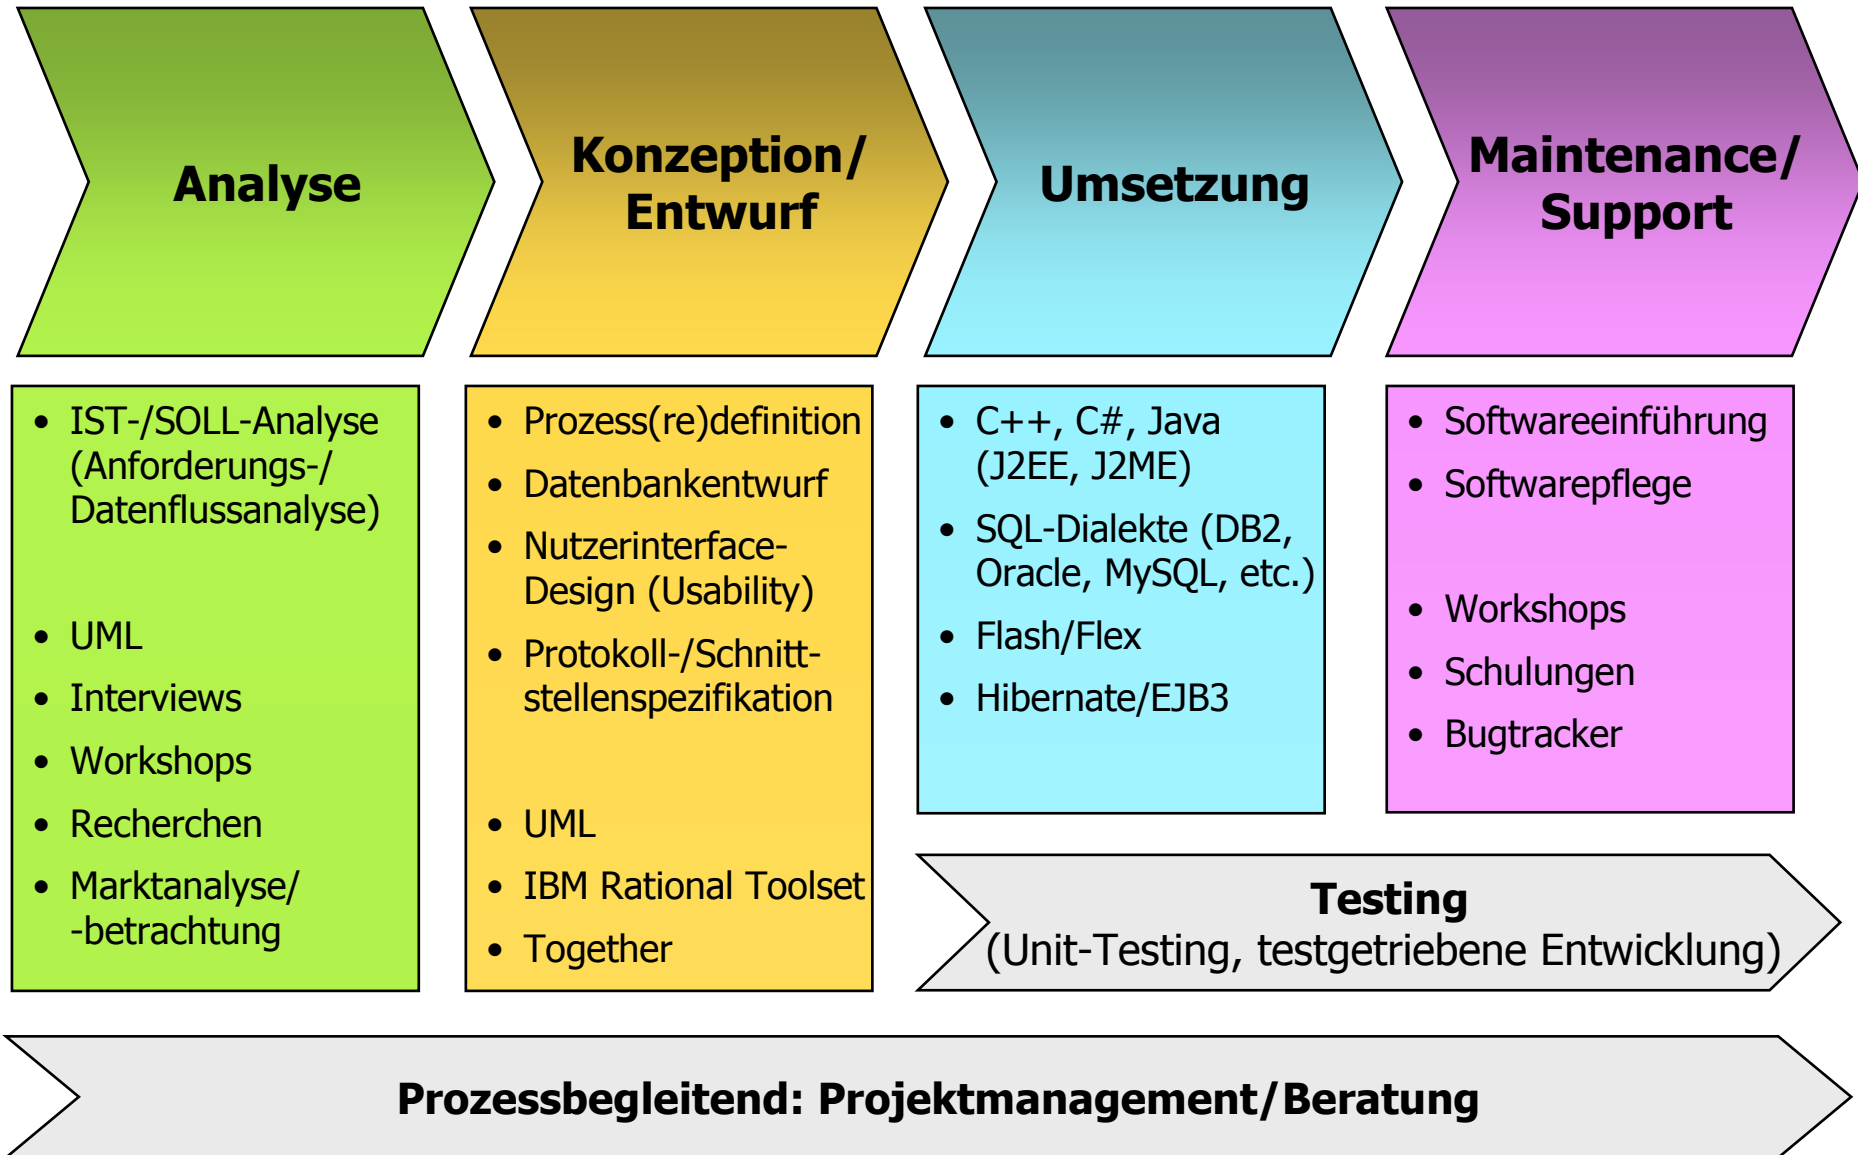 Analyse
Konzeption/
Entwurf
Umsetzung
Maintenance/
Support
• IST-/SOLL-Analyse
(Anforderungs-/
Datenflussanalyse)
• UML
• Interviews
• Workshops
• Recherchen
• Marktanalyse/
-betrachtung
• Prozess(re)definition
• Datenbankentwurf
• Nutzerinterface-
Design (Usability)
• Protokoll-/Schnitt-
stellenspezifikation
• UML
• IBM Rational Toolset
• Together
• C++, C#, Java
(J2EE, J2ME)
• SQL-Dialekte (DB2,
Oracle, MySQL, etc.)
• Flash/Flex
• Hibernate/EJB3
• Softwareeinführung
• Softwarepflege
• Workshops
• Schulungen
• Bugtracker
Testing
(Unit-Testing, testgetriebene Entwicklung)
Prozessbegleitend: Projektmanagement/Beratung